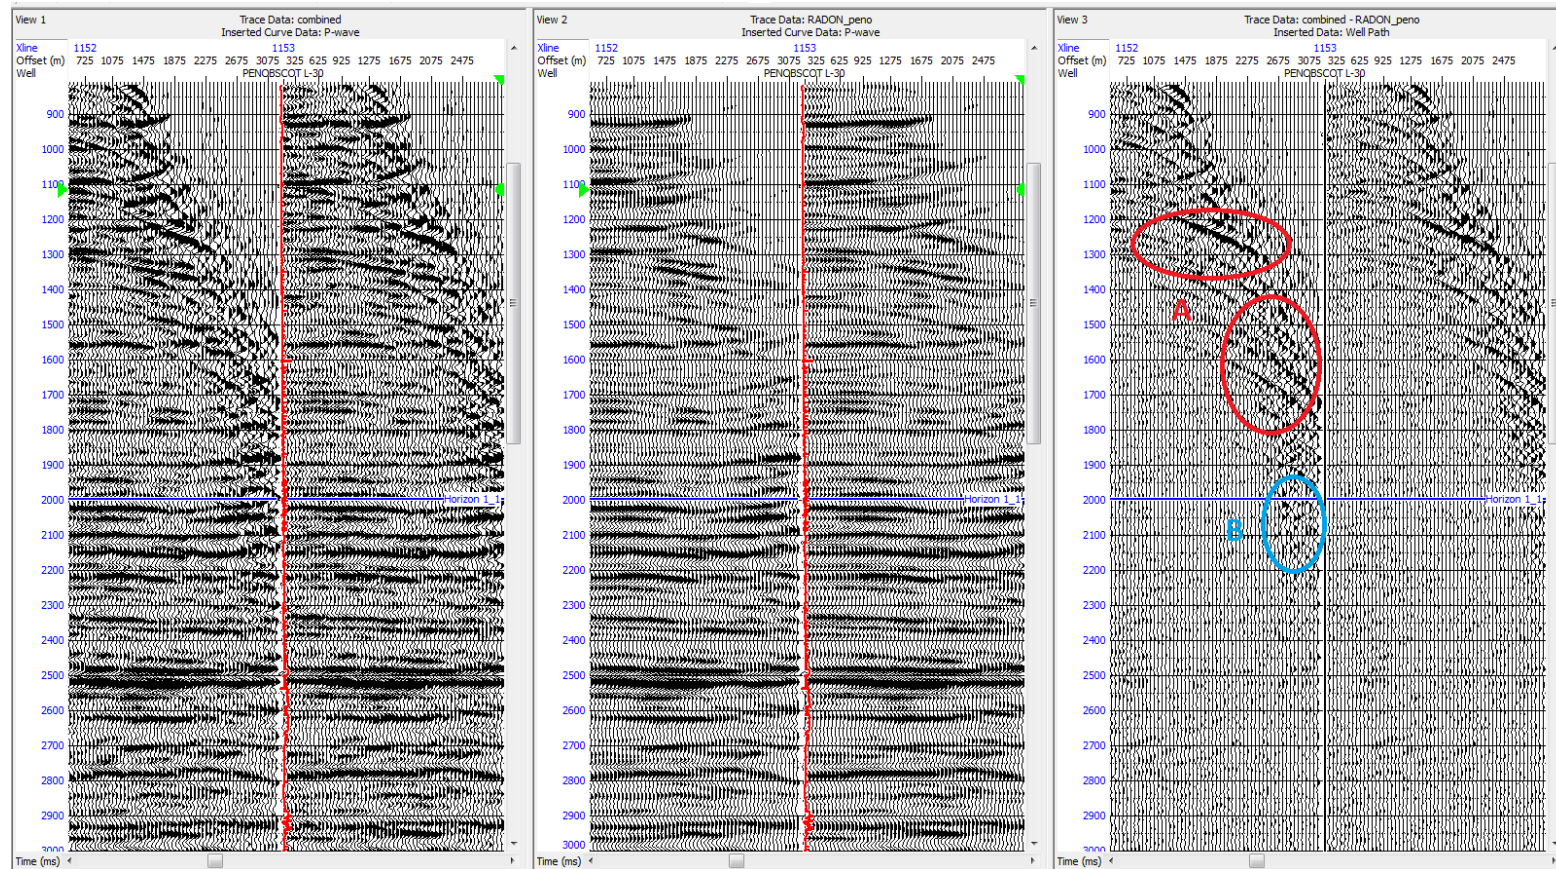 View 1
Trace Data: combined
Inserted Curve Data: P-wave
Xline 1152 1153
Offset (m) 725 1075 1475 1875 2275 2675 3075 325 625 925 1275 1675 2075 2475
Well PENOBSCOT L-30
900
1000
1100
1200
1300
1400
1500
1600
1700
1800
1900
2000
Horizon 1_1
2100
2200
2300
2400
2500
2600
2700
2800
2900
3000
Time (ms)
View 2
Trace Data: RADON_peno
Inserted Curve Data: P-wave
Xline 1152 1153
Offset (m) 725 1075 1475 1875 2275 2675 3075 325 625 925 1275 1675 2075 2475
Well PENOBSCOT L-30
900
1000
1100
1200
1300
1400
1500
1600
1700
1800
1900
2000
Horizon 1_1
2100
2200
2300
2400
2500
2600
2700
2800
2900
3000
Time (ms)
View 3
Trace Data: combined - RADON_peno
Inserted Data: Well Path
Xline 1152 1153
Offset (m) 725 1075 1475 1875 2275 2675 3075 325 625 925 1275 1675 2075 2475
Well PENOBSCOT L-30
900
1000
1100
1200
1300
1400
A
1500
1600
1700
1800
1900
2000
Horizon 1_1
B
2100
2200
2300
2400
2500
2600
2700
2800
2900
3000
Time (ms)